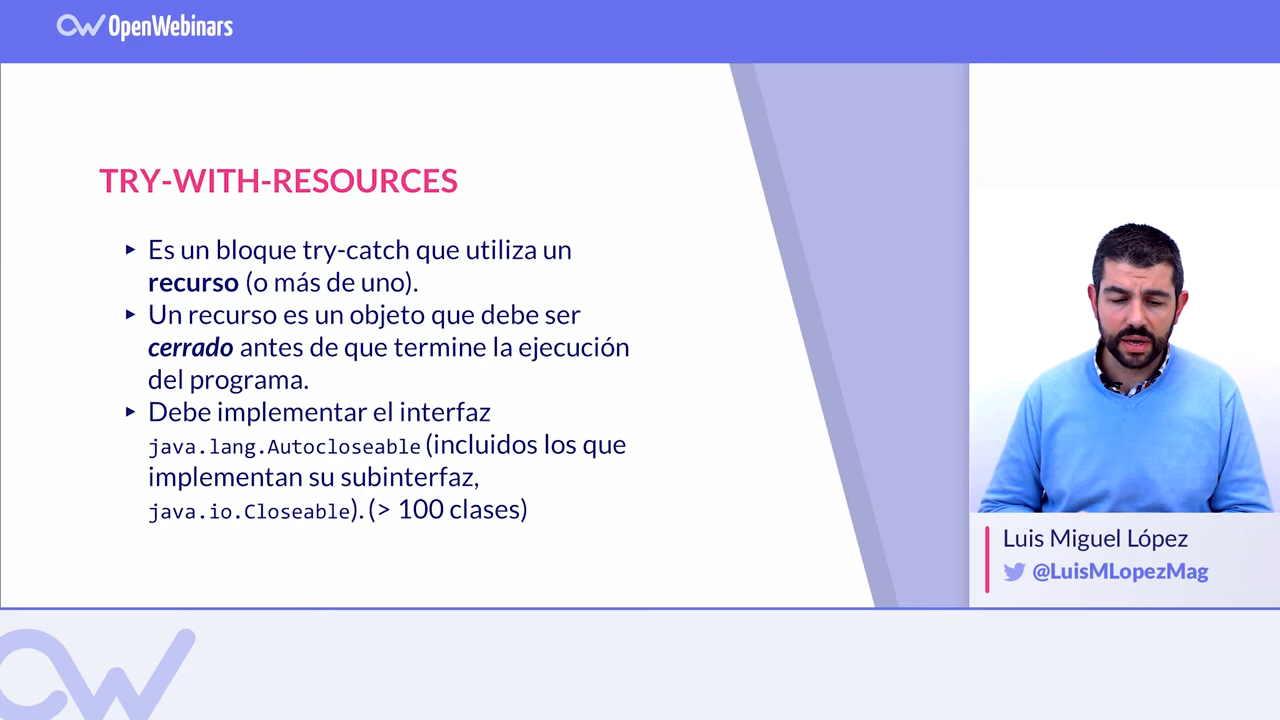 OpenWebinars
TRY-WITH-RESOURCES
▸ Es un bloque try-catch que utiliza un
recurso (o más de uno).
▸ Un recurso es un objeto que debe ser
cerrado antes de que termine la ejecución
del programa.
▸ Debe implementar el interfaz
java.lang.Autocloseable (incluidos los que
implementan su subinterfaz,
java.io.Closeable). (> 100 clases)
Luis Miguel López
@LuisMLopezMag